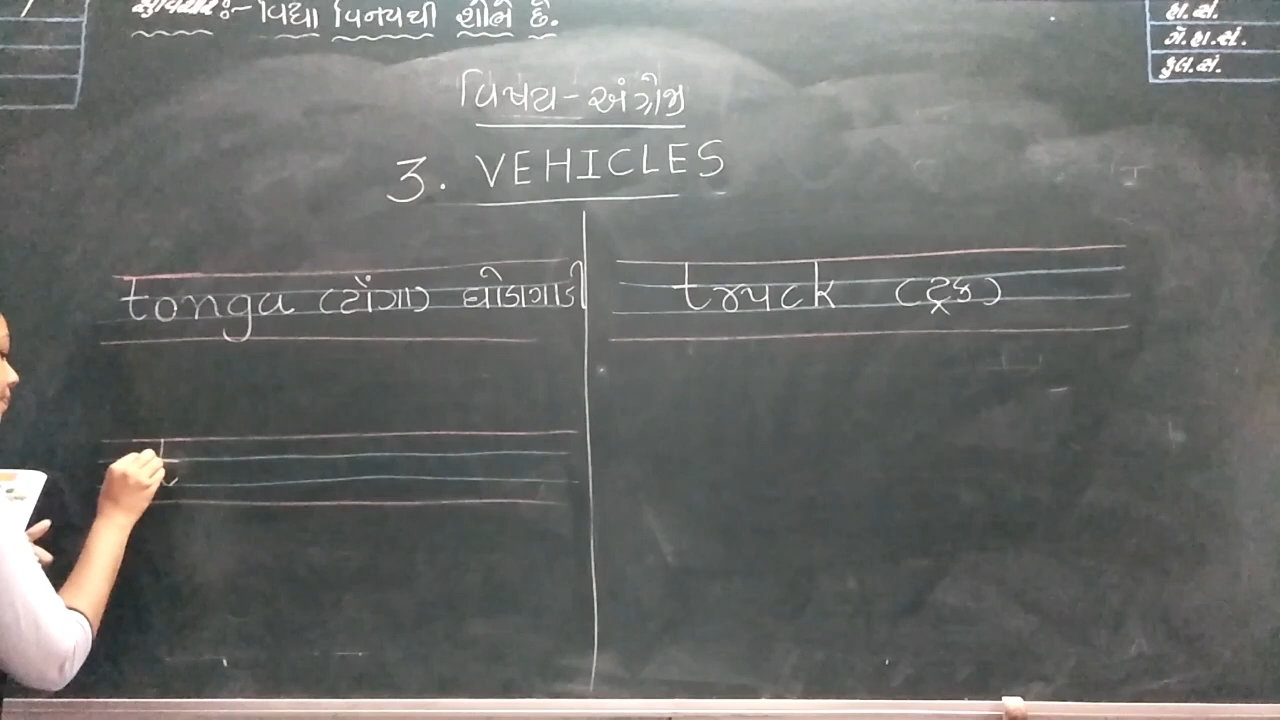 સુવિચાર :- વિદ્યા વિનયથી શોભે છે.
હા.સં.
ગે.હા.સં.
કુલ.સં.
વિષય - અંગ્રેજી
3. VEHICLES
tonga (ટોંગા) ઘોડાગાડી
truck (ટ્રક)
t